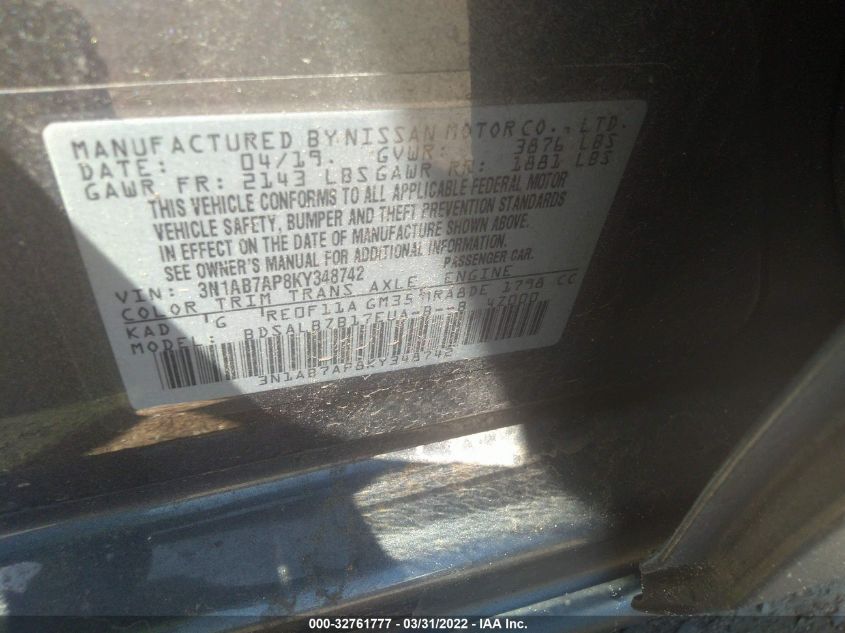 MANUFACTURED BY NISSAN MOTOR CO., LTD.
DATE: 04/19. GVWR: 3876 LBS
GAWR FR: 2143 LBS GAWR RR: 1881 LBS
THIS VEHICLE CONFORMS TO ALL APPLICABLE FEDERAL MOTOR
VEHICLE SAFETY, BUMPER AND THEFT PREVENTION STANDARDS
IN EFFECT ON THE DATE OF MANUFACTURE SHOWN ABOVE.
SEE OWNER'S MANUAL FOR ADDITIONAL INFORMATION.
VIN: 3N1AB7AP8KY348742 PASSENGER CAR.
COLOR TRIM TRANS AXLE ENGINE
KAD G RE0F11A GM35 MRA8DE 1798 CC
MODEL: BDSALBZB17EUA-B--B 47000
3N1AB7AP8KY348742
000-32761777 - 03/31/2022 - © IAA Inc.